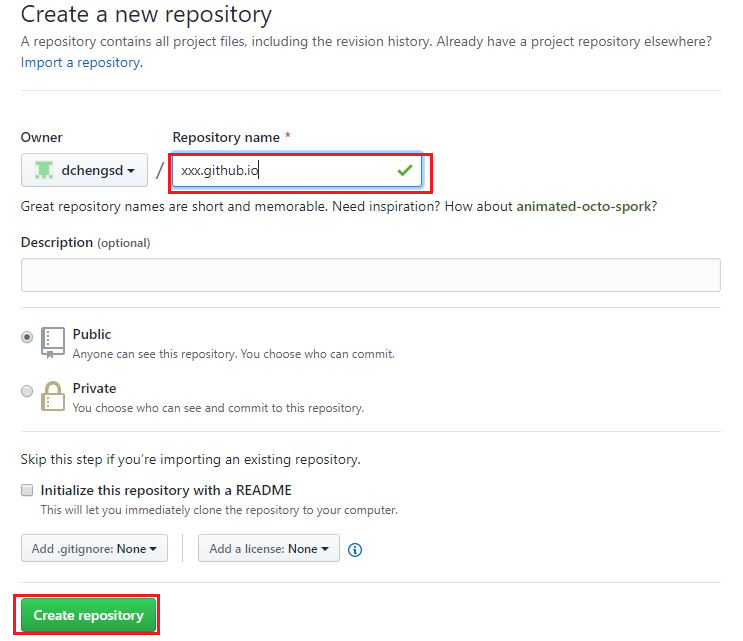 Create a new repository
A repository contains all project files, including the revision history. Already have a project repository elsewhere?
Import a repository.
Owner Repository name *
dchengsd / xxx.github.io
Great repository names are short and memorable. Need inspiration? How about animated-octo-spork?
Description (optional)
Public
Anyone can see this repository. You choose who can commit.
Private
You choose who can see and commit to this repository.
Skip this step if you're importing an existing repository.
Initialize this repository with a README
This will let you immediately clone the repository to your computer.
Add .gitignore: None Add a license: None
Create repository